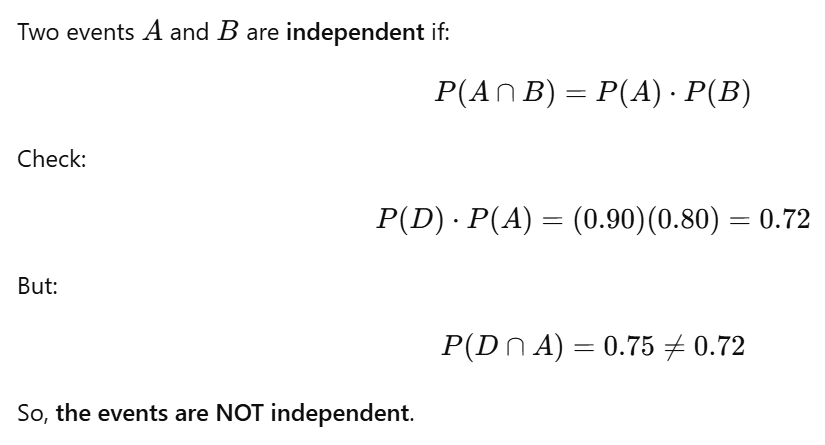 Two events A and B are independent if:
P(A ∩ B) = P(A) · P(B)
Check:
P(D) · P(A) = (0.90)(0.80) = 0.72
But:
P(D ∩ A) = 0.75 ≠ 0.72
So, the events are NOT independent.